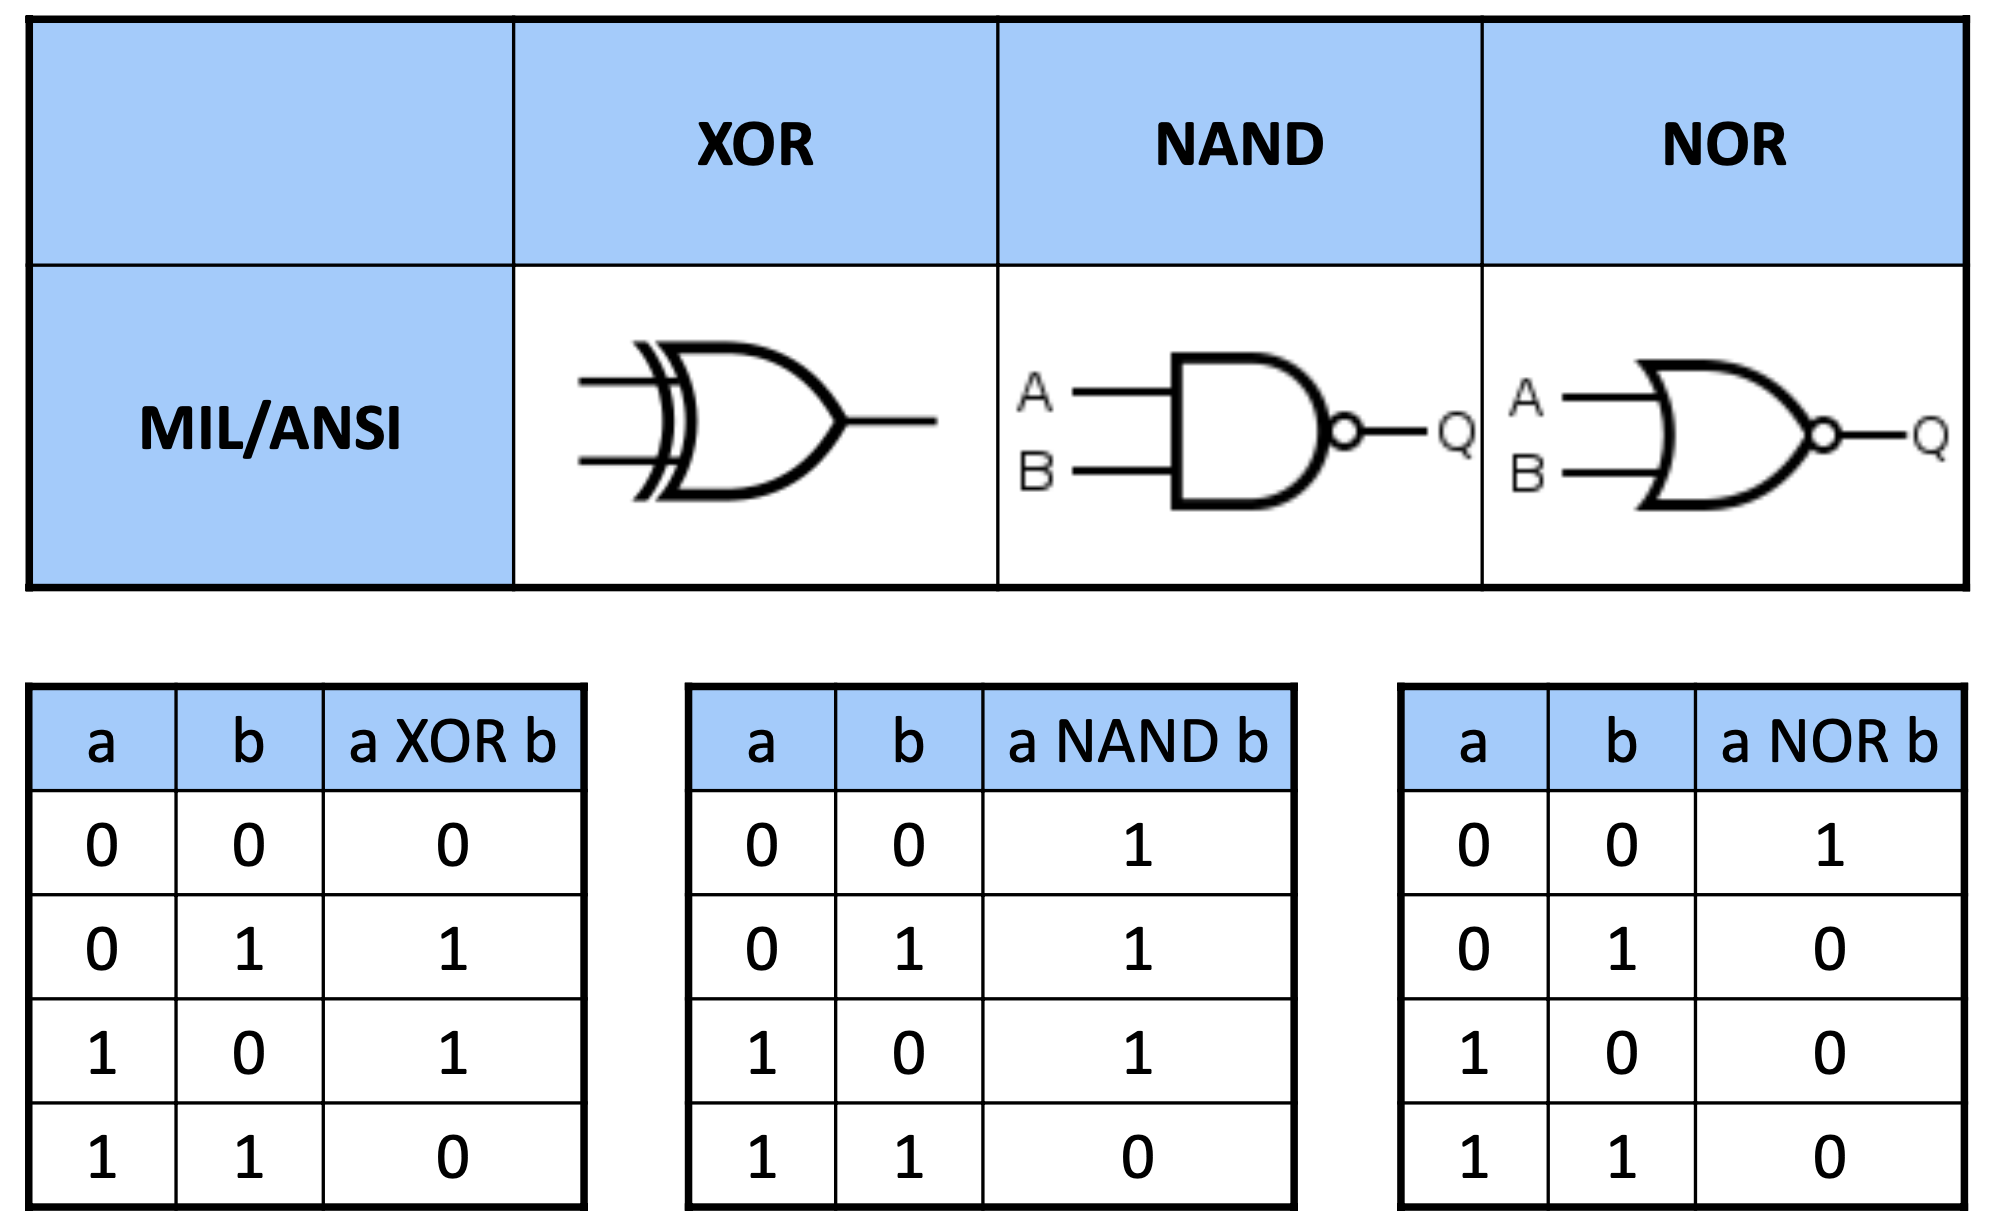 XOR NAND NOR
MIL/ANSI
A
B
Q
A
B
Q
a b a XOR b
0 0 0
0 1 1
1 0 1
1 1 0
a b a NAND b
0 0 1
0 1 1
1 0 1
1 1 0
a b a NOR b
0 0 1
0 1 0
1 0 0
1 1 0